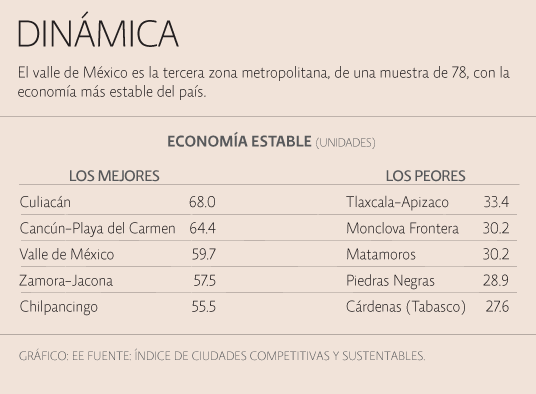 DINÁMICA
El valle de México es la tercera zona metropolitana, de una muestra de 78, con la
economía más estable del país.
ECONOMÍA ESTABLE (UNIDADES)
LOS MEJORES LOS PEORES
Culiacán 68.0 Tlaxcala-Apizaco 33.4
Cancún-Playa del Carmen 64.4 Monclova Frontera 30.2
Valle de México 59.7 Matamoros 30.2
Zamora-Jacona 57.5 Piedras Negras 28.9
Chilpancingo 55.5 Cárdenas (Tabasco) 27.6
GRÁFICO: EE FUENTE: ÍNDICE DE CIUDADES COMPETITIVAS Y SUSTENTABLES.